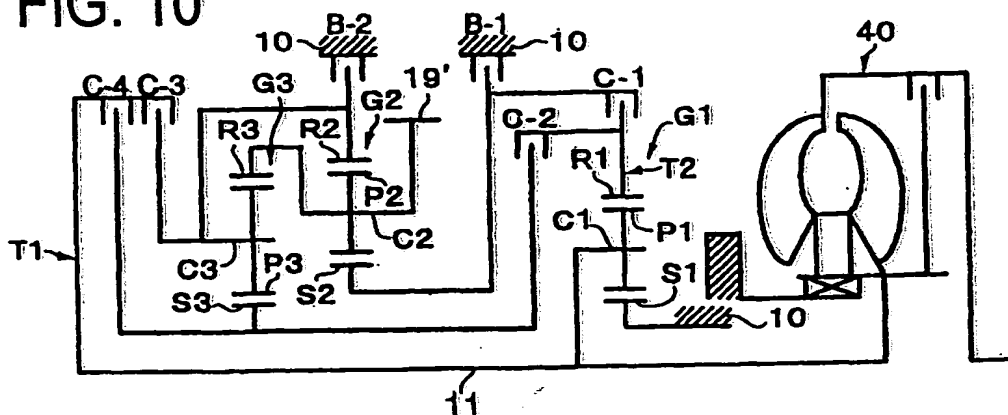 FIG. 10
B-2 B-1
10 10 40
19'
C-4 C-3 G3 G2 C-1
C-2 G1
R3 R2 R1 T2
P2
C1 P1
T1 C2
C3 P3 S2 S1
S3
10
11